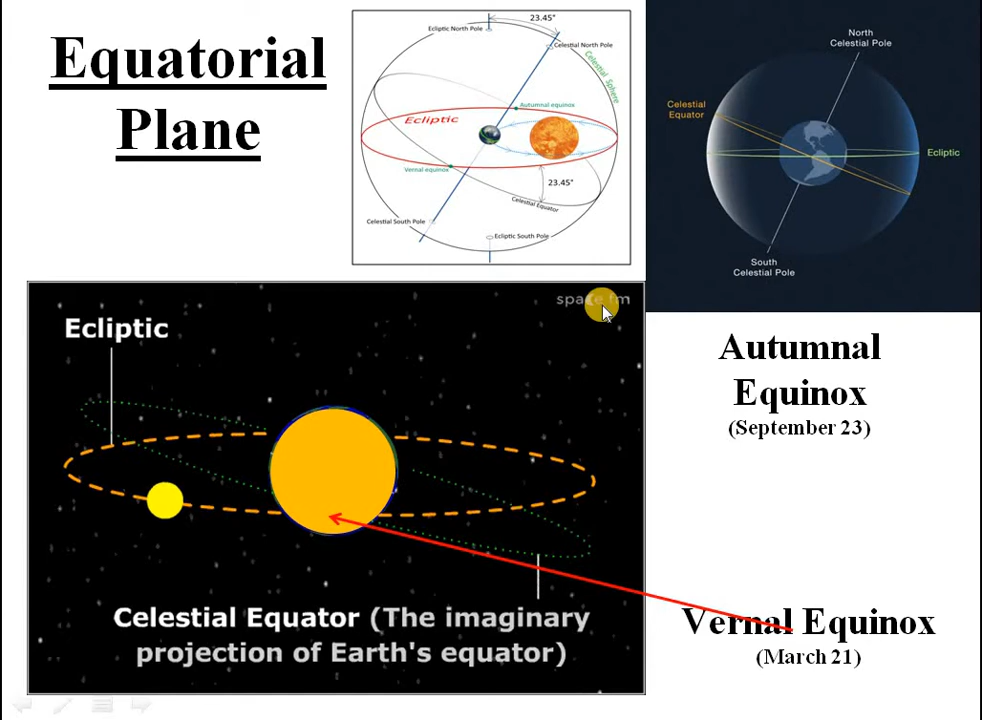 Equatorial
Plane
23.45°
Ecliptic North Pole
Celestial North Pole
Celestial Sphere
Autumnal equinox
Ecliptic
Vernal equinox
23.45°
Celestial Equator
Celestial South Pole
Ecliptic South Pole
North
Celestial Pole
Celestial
Equator
Ecliptic
South
Celestial Pole
space fm
Ecliptic
Celestial Equator (The imaginary
projection of Earth's equator)
Autumnal
Equinox
(September 23)
Vernal Equinox
(March 21)